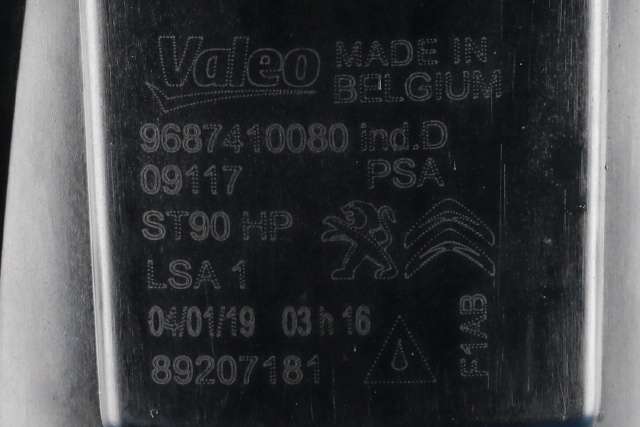 Valeo MADE IN
BELGIUM
9687410080 ind.D
09117 PSA
ST90 HP
LSA 1
04/01/19 03 h 16
89207181
F1AB